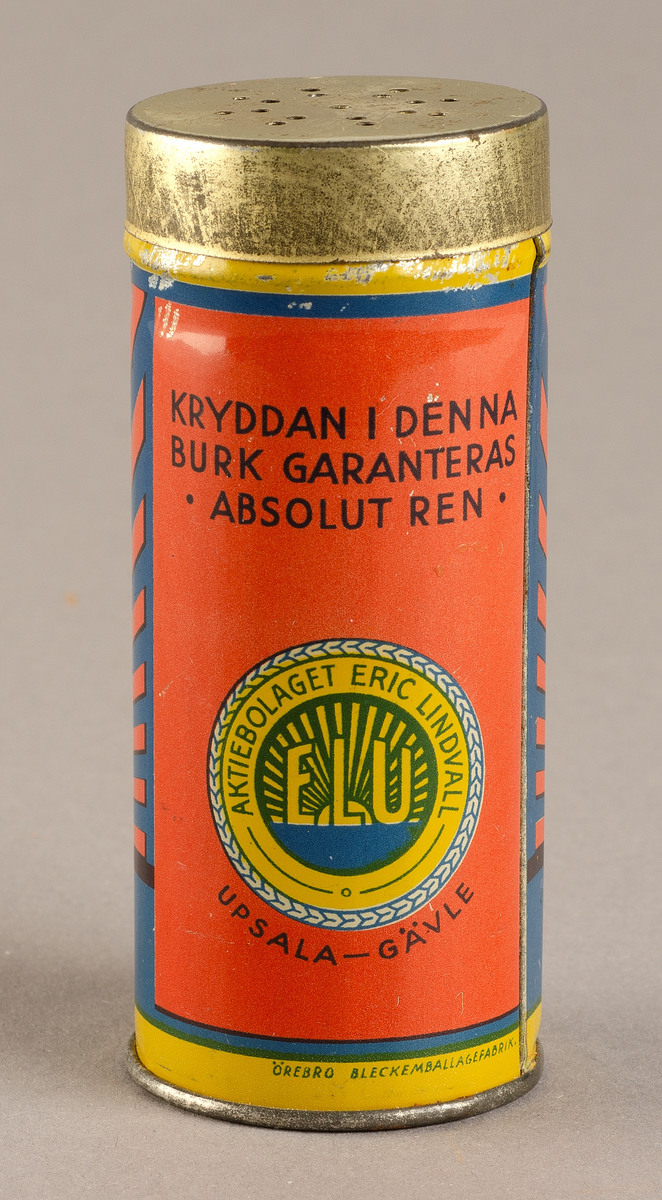 KRYDDAN I DENNA
BURK GARANTERAS
• ABSOLUT REN •
AKTIEBOLAGET ERIC LINDVALL
ELU
UPSALA—GÄVLE
ÖREBRO BLECKEMBALLAGEFABRIK.